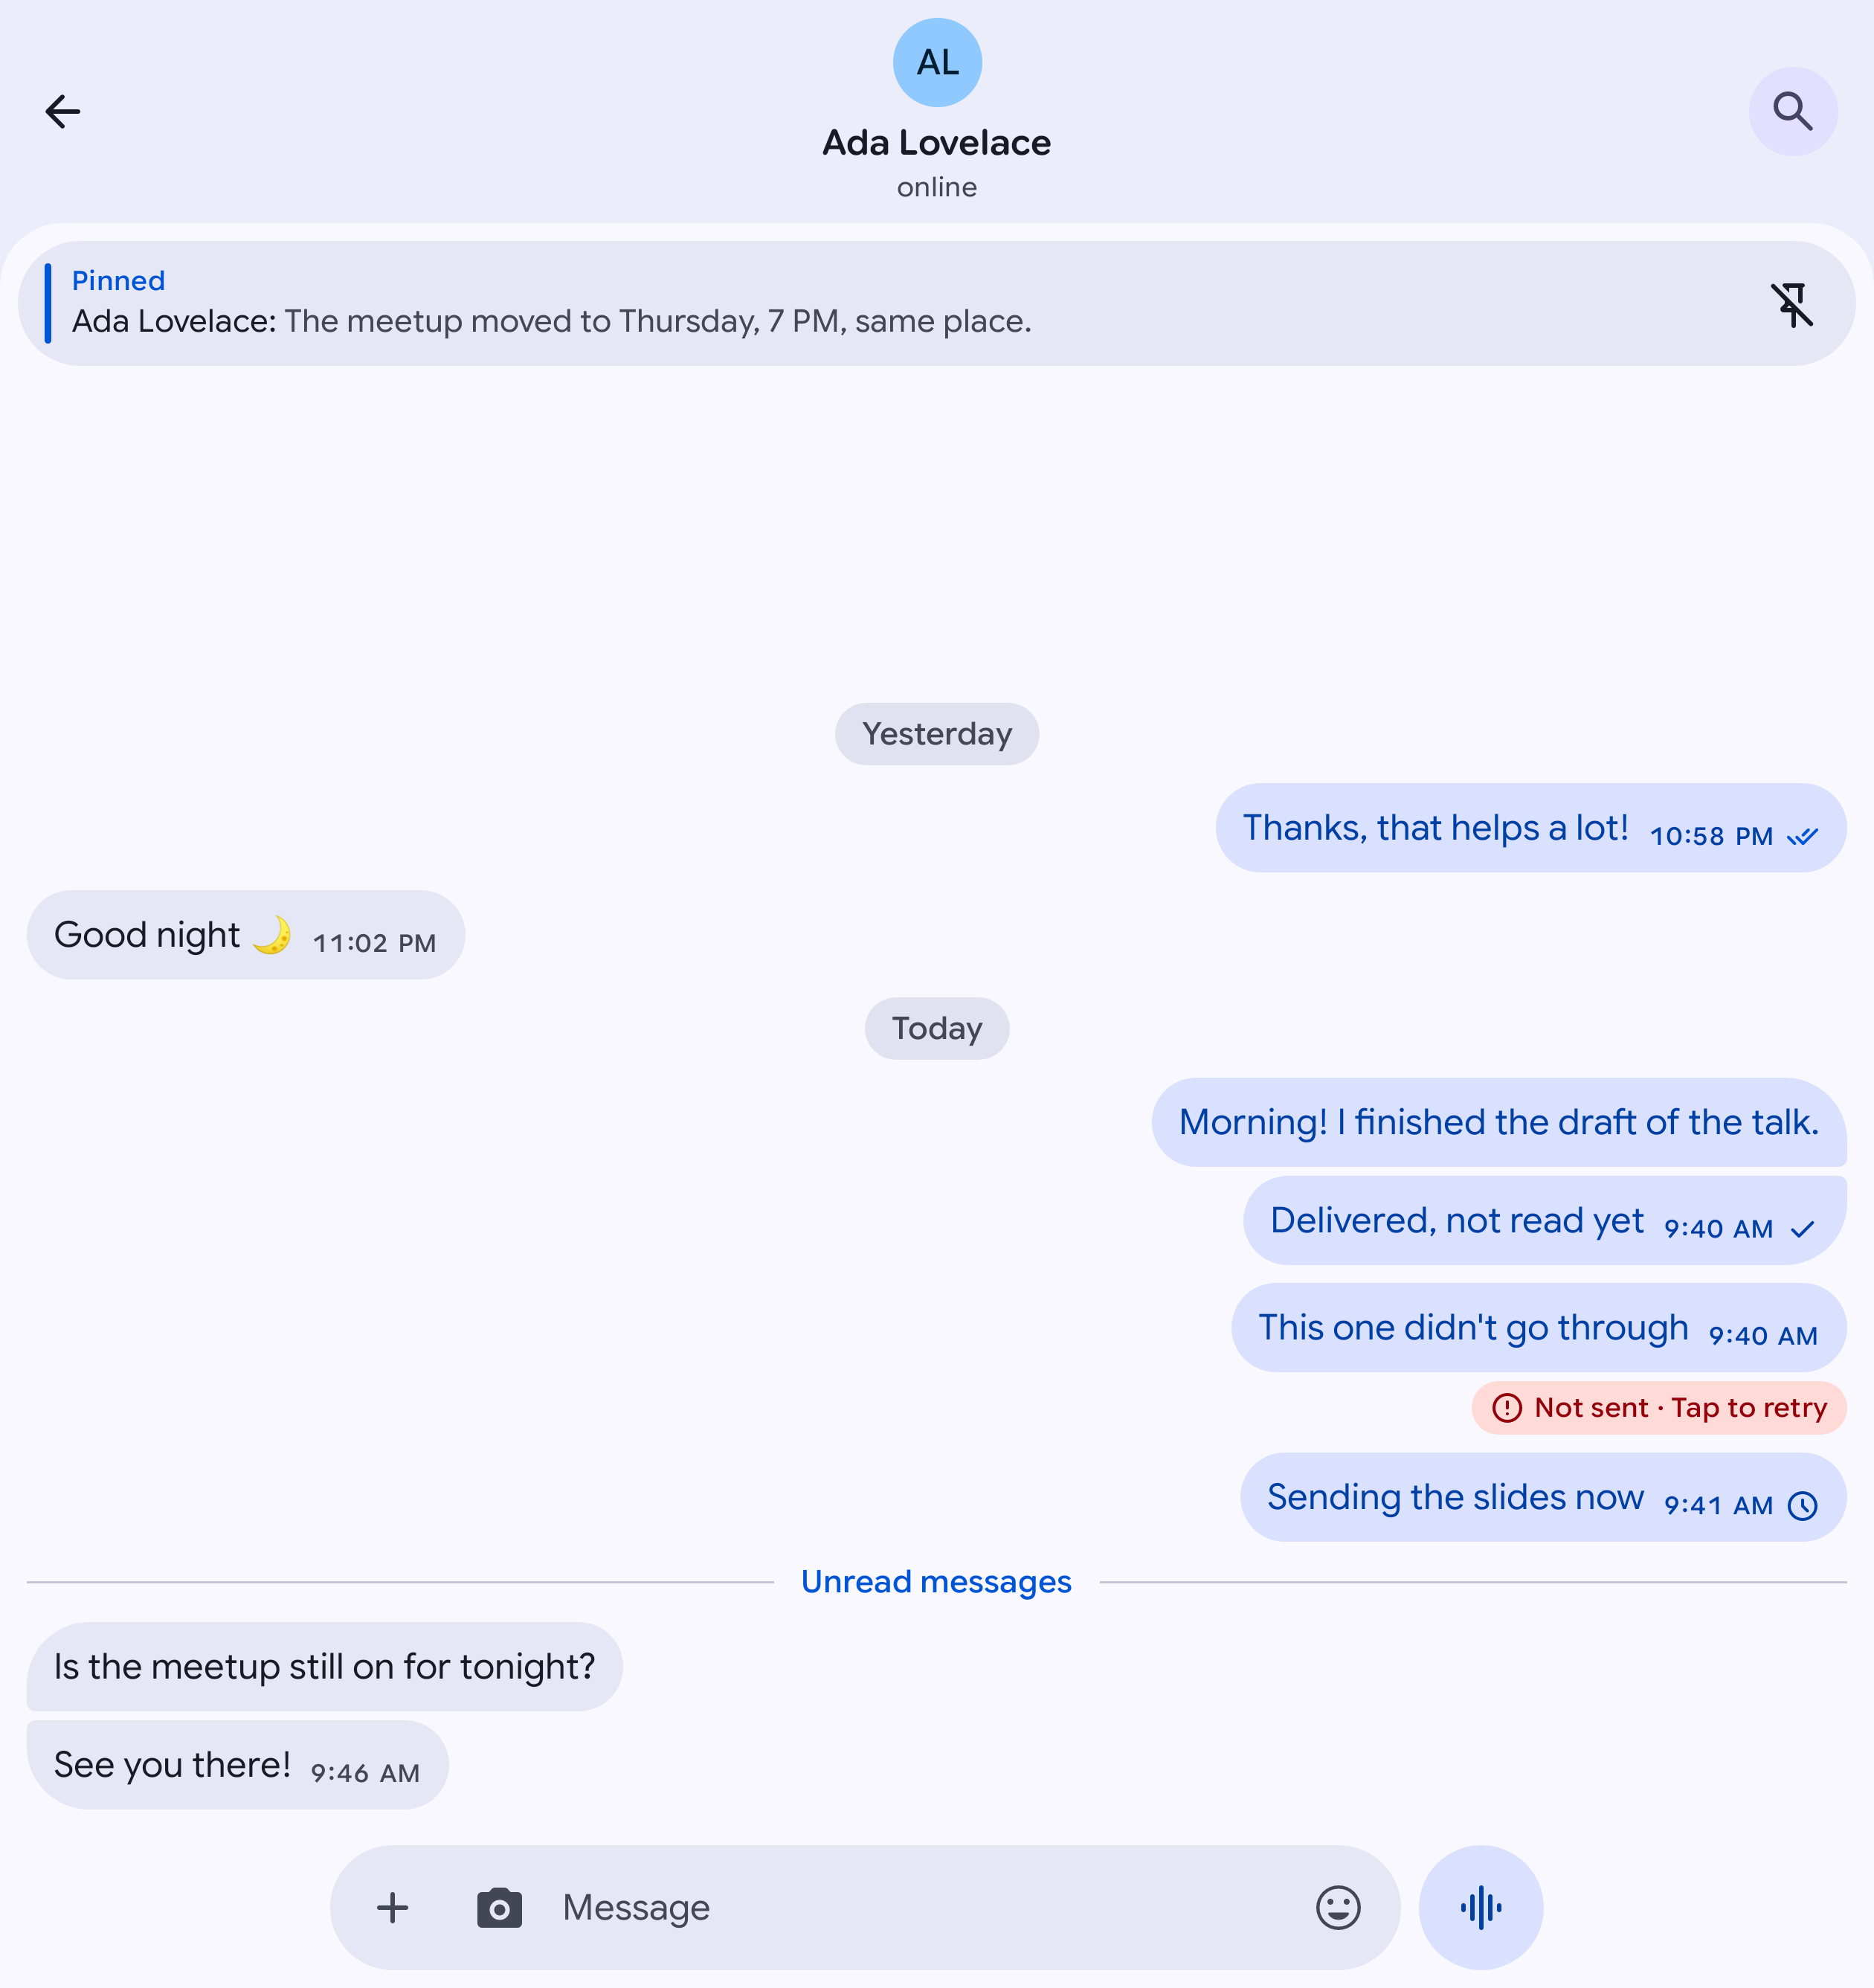 AL
Ada Lovelace
online
Pinned
Ada Lovelace: The meetup moved to Thursday, 7 PM, same place.
Yesterday
Thanks, that helps a lot! 10:58 PM
Good night 🌙 11:02 PM
Today
Morning! I finished the draft of the talk.
Delivered, not read yet 9:40 AM
This one didn't go through 9:40 AM
Not sent · Tap to retry
Sending the slides now 9:41 AM
Unread messages
Is the meetup still on for tonight?
See you there! 9:46 AM
Message